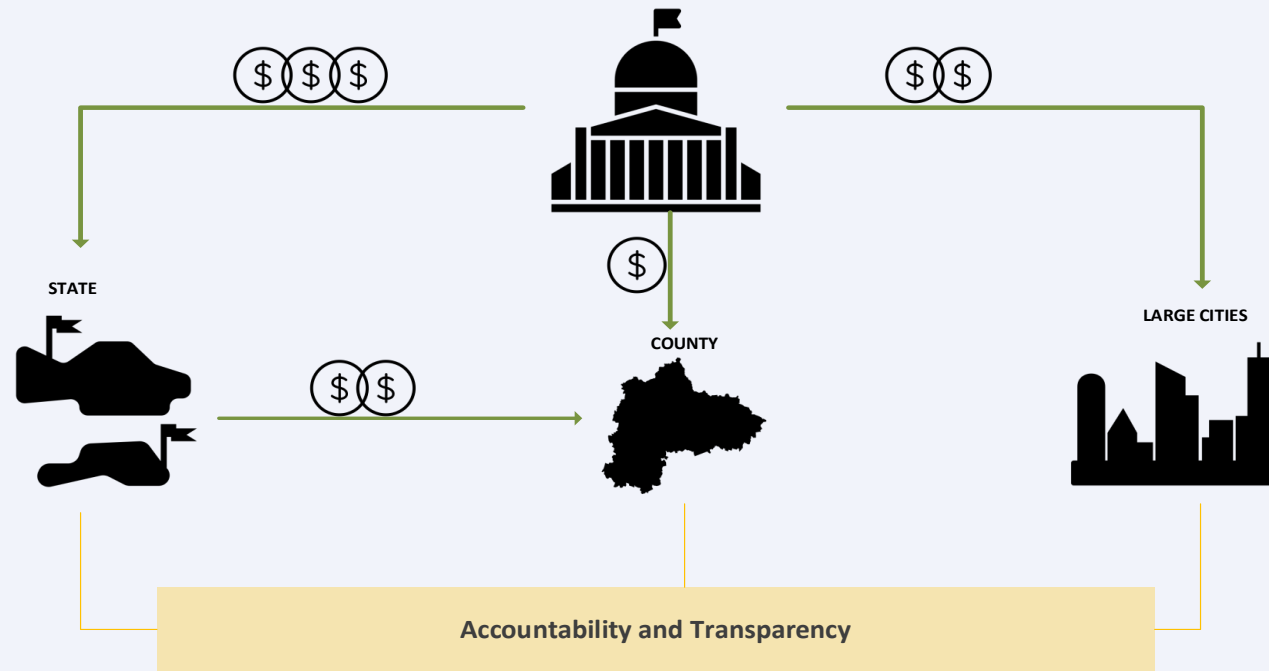 $ $ $
$ $
$
STATE
LARGE CITIES
COUNTY
$ $
Accountability and Transparency